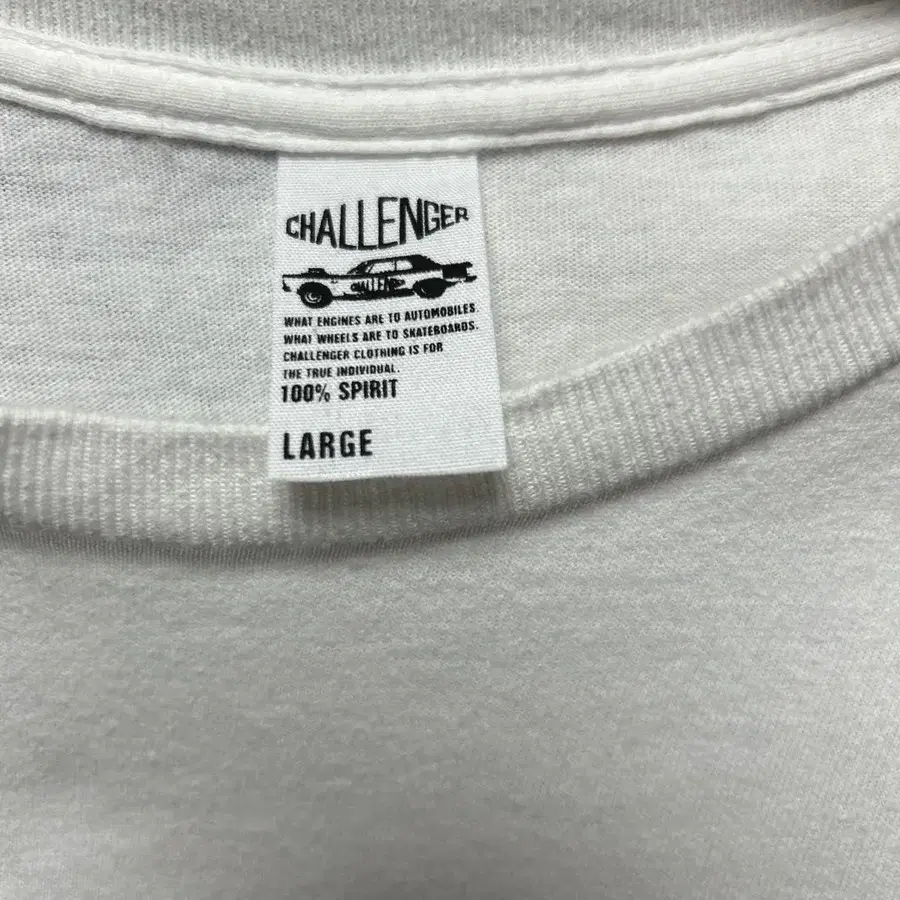 CHALLENGER
CHALLENGER
WHAT ENGINES ARE TO AUTOMOBILES.
WHAT WHEELS ARE TO SKATEBOARDS.
CHALLENGER CLOTHING IS FOR
THE TRUE INDIVIDUAL.
100% SPIRIT
LARGE